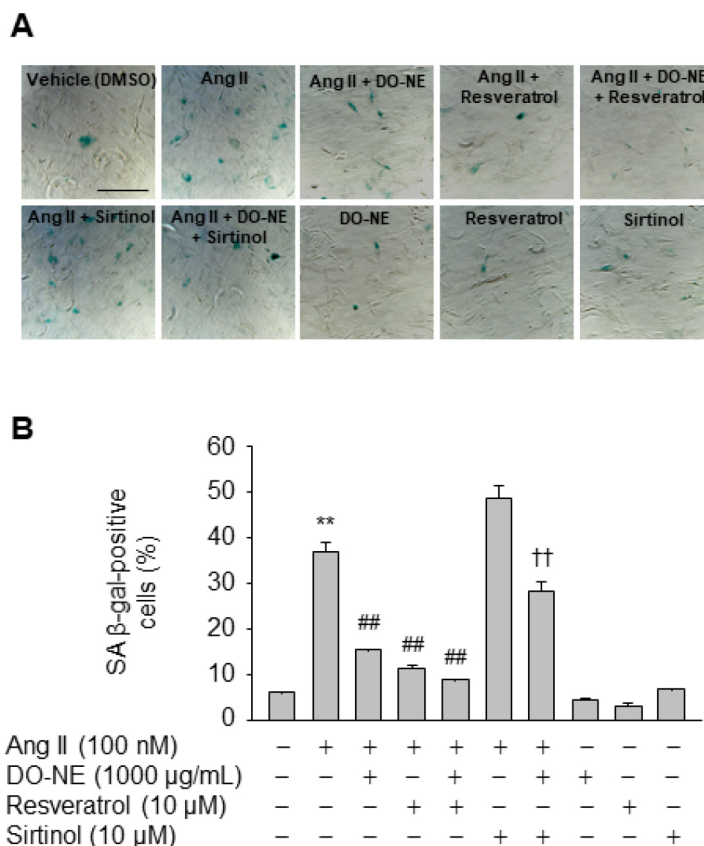 A
Vehicle (DMSO)
Ang II
Ang II + DO-NE
Ang II +
Resveratrol
Ang II + DO-NE
+ Resveratrol
Ang II + Sirtinol
Ang II + DO-NE
+ Sirtinol
DO-NE
Resveratrol
Sirtinol
B
SA β-gal-positive
cells (%)
60
50
40
30
20
10
0
**
##
##
##
††
Ang II (100 nM) – + + + + + + – – –
DO-NE (1000 µg/mL) – – + – + – + + – –
Resveratrol (10 µM) – – – + + – – – + –
Sirtinol (10 µM) – – – – – + + – – +